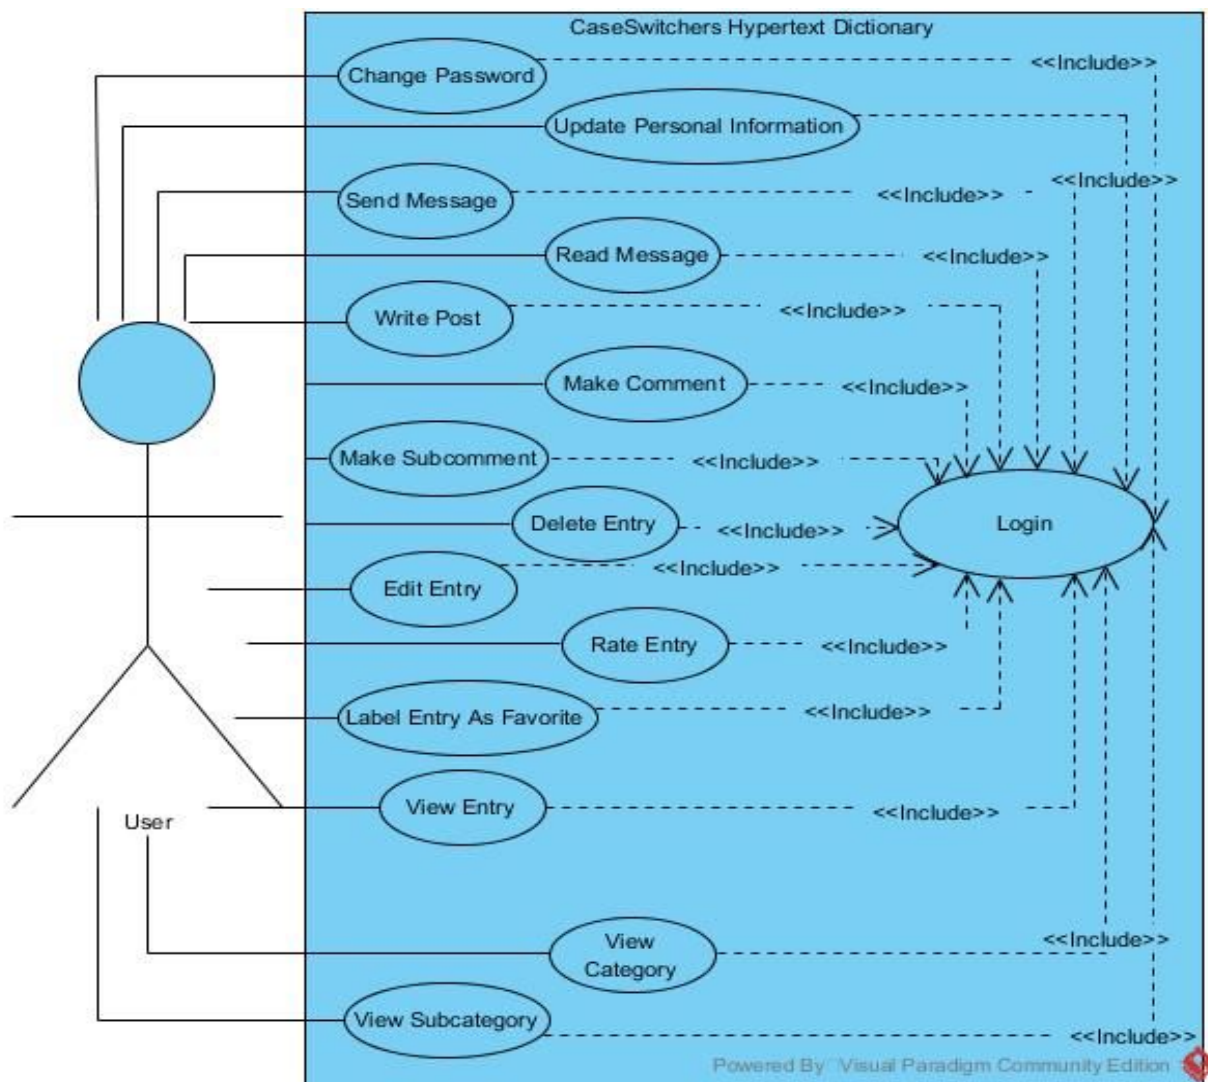 CaseSwitchers Hypertext Dictionary
Change Password
<<Include>>
Update Personal Information
<<Include>>
Send Message
<<Include>>
Read Message
<<Include>>
Write Post
<<Include>>
Make Comment
<<Include>>
Make Subcomment
<<Include>>
Delete Entry
<<Include>>
Login
Edit Entry
<<Include>>
Rate Entry
<<Include>>
Label Entry As Favorite
<<Include>>
View Entry
<<Include>>
User
View
Category
<<Include>>
View Subcategory
<<Include>>
Powered By Visual Paradigm Community Edition